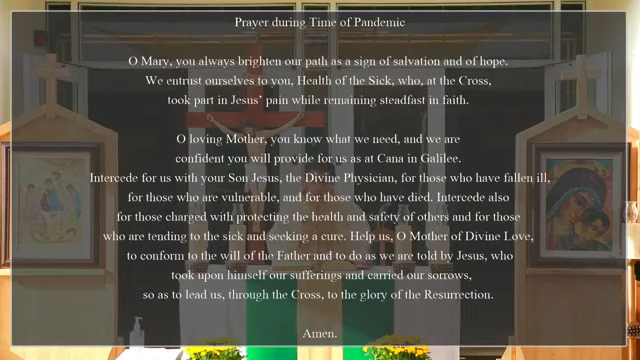 Prayer during Time of Pandemic
O Mary, you always brighten our path as a sign of salvation and of hope.
We entrust ourselves to you, Health of the Sick, who, at the Cross,
took part in Jesus' pain while remaining steadfast in faith.
O loving Mother, you know what we need, and we are
confident you will provide for us as at Cana in Galilee.
Intercede for us with your Son Jesus, the Divine Physician, for those who have fallen ill,
for those who are vulnerable, and for those who have died. Intercede also
for those charged with protecting the health and safety of others and for those
who are tending to the sick and seeking a cure. Help us, O Mother of Divine Love,
to conform to the will of the Father and to do as we are told by Jesus, who
took upon himself our sufferings and carried our sorrows,
so as to lead us, through the Cross, to the glory of the Resurrection.
Amen.